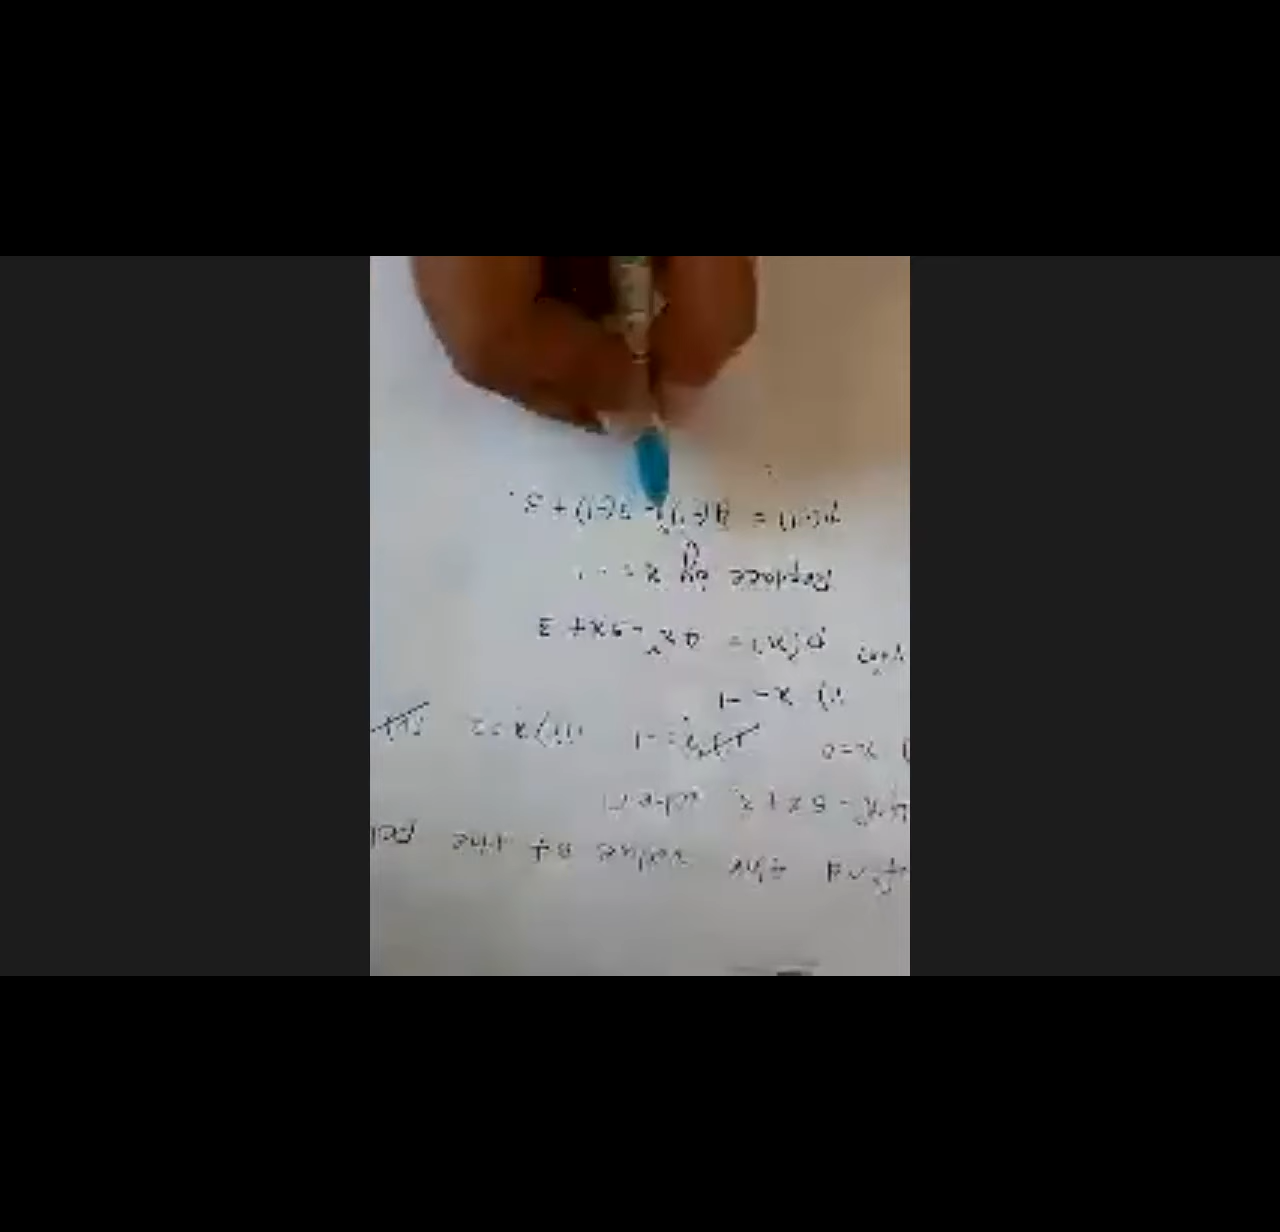 find the value of the pol
4x² - 5x + 3 when
) x=0 i) x = -1 iii) x=2
ii) x = -1
p(x) = 4x² - 5x + 3
Replace by x = -1
p(-1) = 4(-1)² - 5(-1) + 3